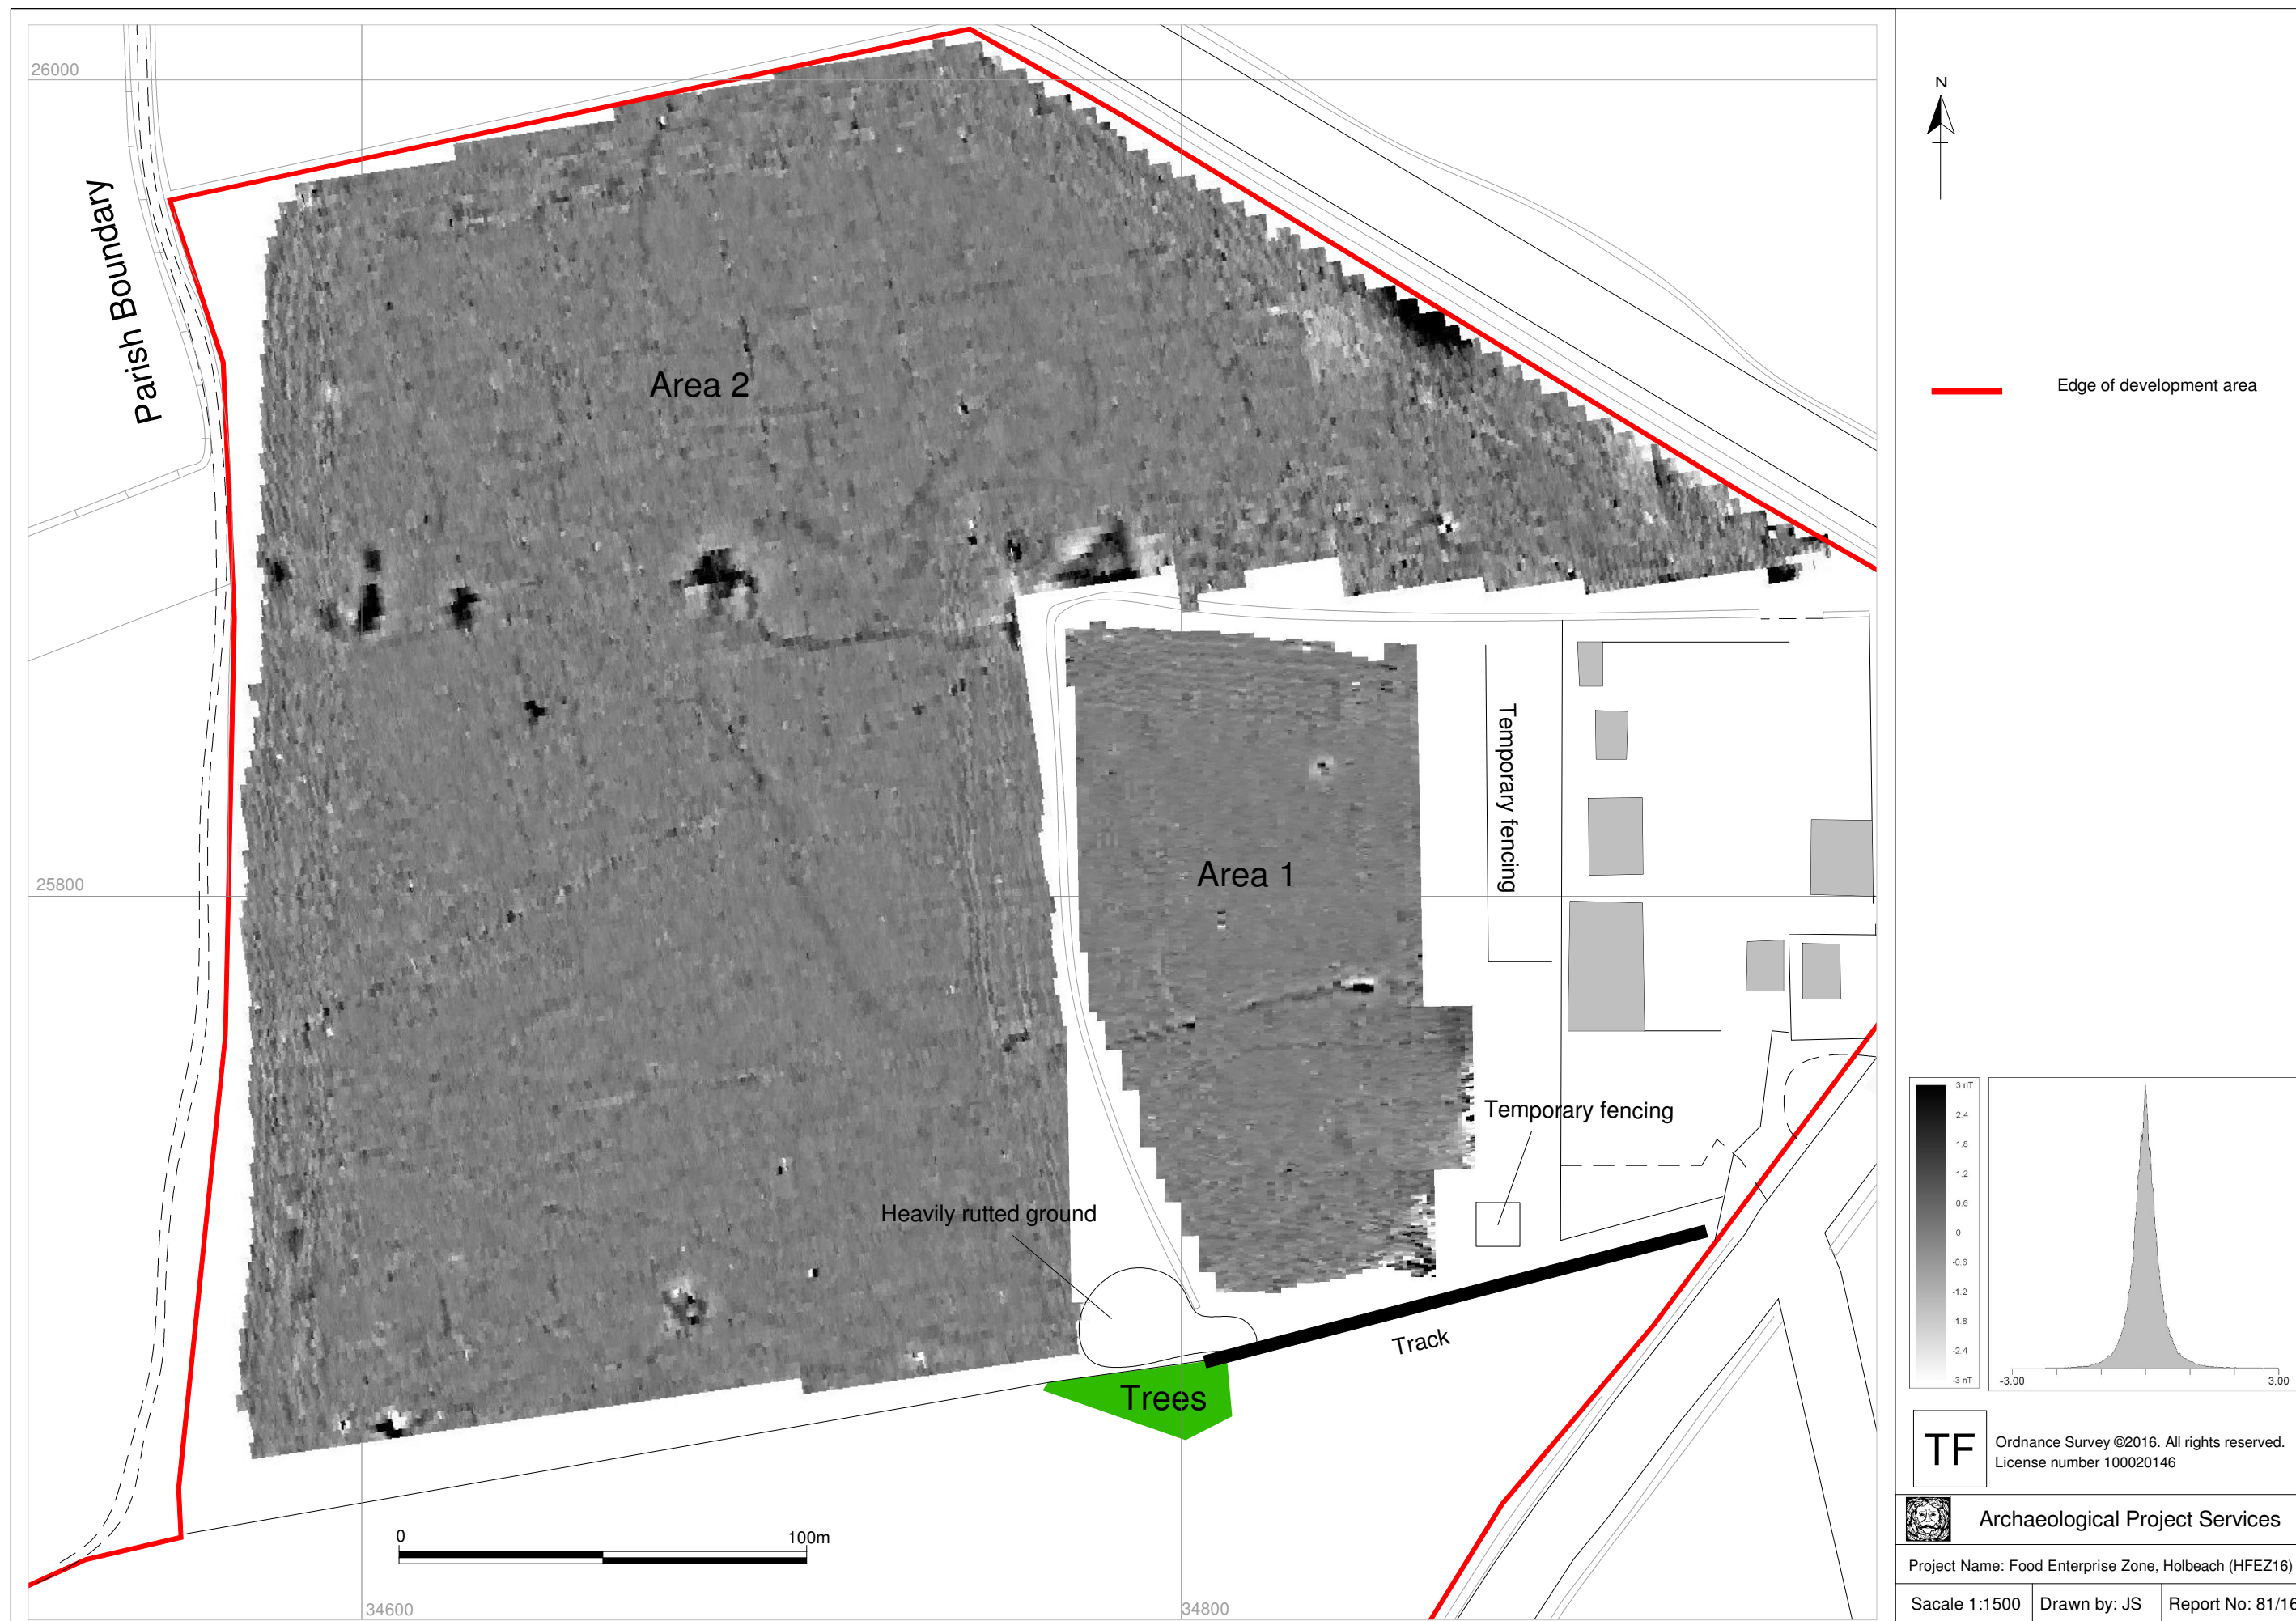 26000
N
Edge of development area
Parish Boundary
Area 2
Temporary fencing
Area 1
25800
Temporary fencing
Heavily rutted ground
Track
Trees
0 100m
34600
34800
3 nT
2.4
1.8
1.2
0.6
0
-0.6
-1.2
-1.8
-2.4
-3 nT
-3.00 3.00
TF
Ordnance Survey ©2016. All rights reserved.
License number 100020146
Archaeological Project Services
Project Name: Food Enterprise Zone, Holbeach (HFEZ16)
Sacale 1:1500 Drawn by: JS Report No: 81/16